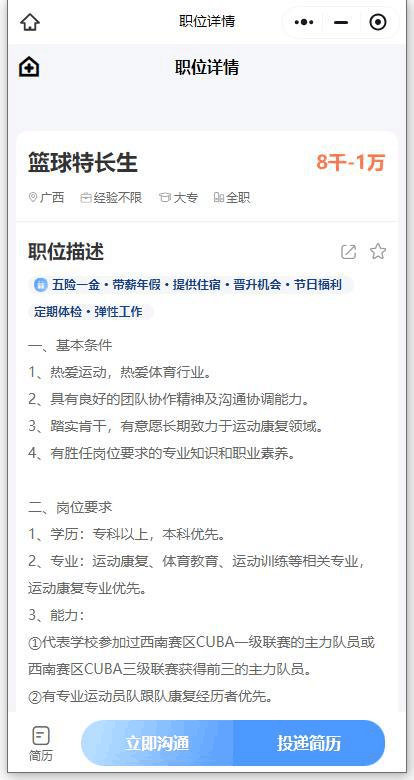 职位详情
职位详情
篮球特长生 8千-1万
广西 经验不限 大专 全职
职位描述
五险一金·带薪年假·提供住宿·晋升机会·节日福利
定期体检·弹性工作
一、基本条件
1、热爱运动，热爱体育行业。
2、具有良好的团队协作精神及沟通协调能力。
3、踏实肯干，有意愿长期致力于运动康复领域。
4、有胜任岗位要求的专业知识和职业素养。
二、岗位要求
1、学历：专科以上，本科优先。
2、专业：运动康复、体育教育、运动训练等相关专业，
运动康复专业优先。
3、能力：
①代表学校参加过西南赛区CUBA一级联赛的主力队员或
西南赛区CUBA三级联赛获得前三的主力队员。
②有专业运动员队跟队康复经历者优先。
简历 立即沟通 投递简历